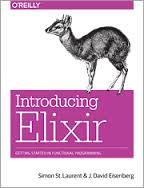 O'REILLY®
Introducing
Elixir
GETTING STARTED IN FUNCTIONAL PROGRAMMING
Simon St. Laurent & J. David Eisenberg